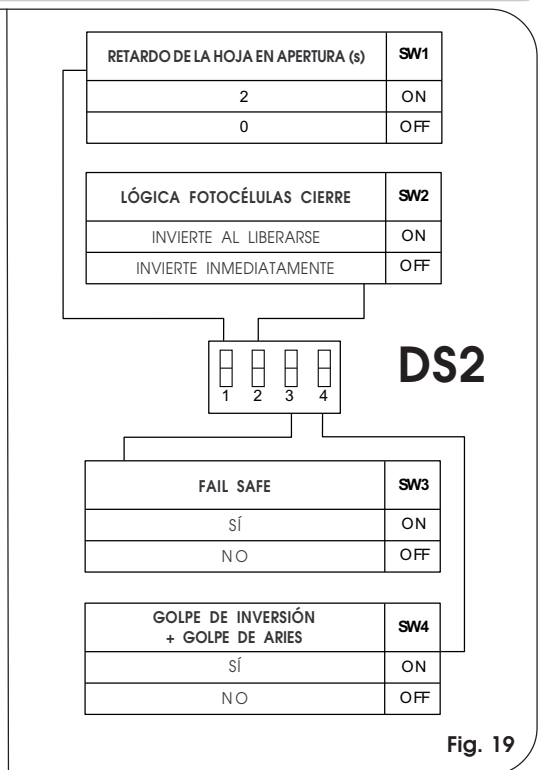 RETARDO DE LA HOJA EN APERTURA (s) SW1
2 ON
0 OFF
LÓGICA FOTOCÉLULAS CIERRE SW2
INVIERTE AL LIBERARSE ON
INVIERTE INMEDIATAMENTE OFF
DS2
1 2 3 4
FAIL SAFE SW3
SÍ ON
NO OFF
GOLPE DE INVERSIÓN
+ GOLPE DE ARIES SW4
SÍ ON
NO OFF
Fig. 19